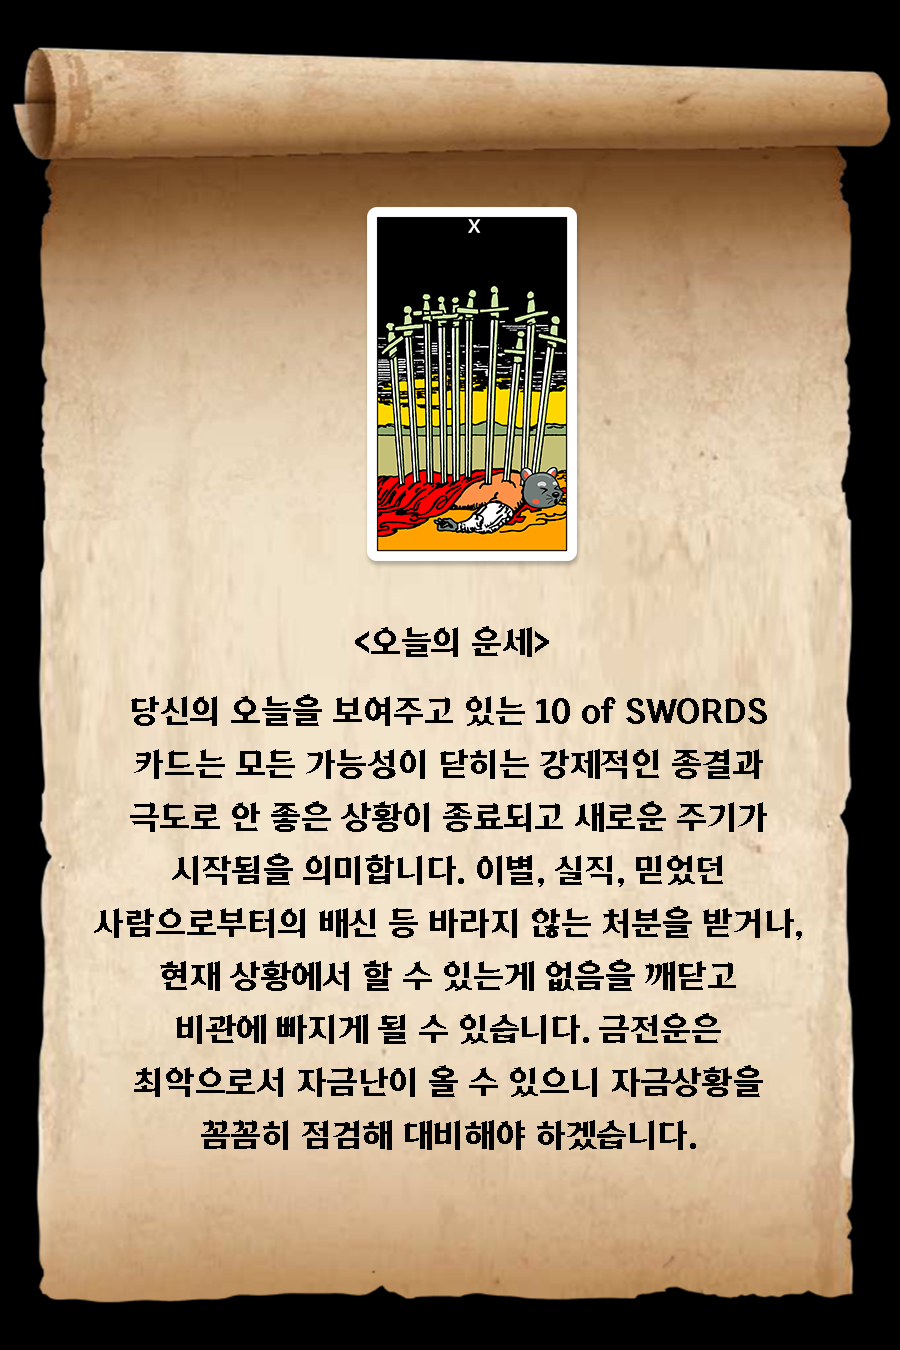 X
<오늘의 운세>
당신의 오늘을 보여주고 있는 10 of SWORDS
카드는 모든 가능성이 닫히는 강제적인 종결과
극도로 안 좋은 상황이 종료되고 새로운 주기가
시작됨을 의미합니다. 이별, 실직, 믿었던
사람으로부터의 배신 등 바라지 않는 처분을 받거나,
현재 상황에서 할 수 있는게 없음을 깨닫고
비관에 빠지게 될 수 있습니다. 금전운은
최악으로서 자금난이 올 수 있으니 자금상황을
꼼꼼히 점검해 대비해야 하겠습니다.